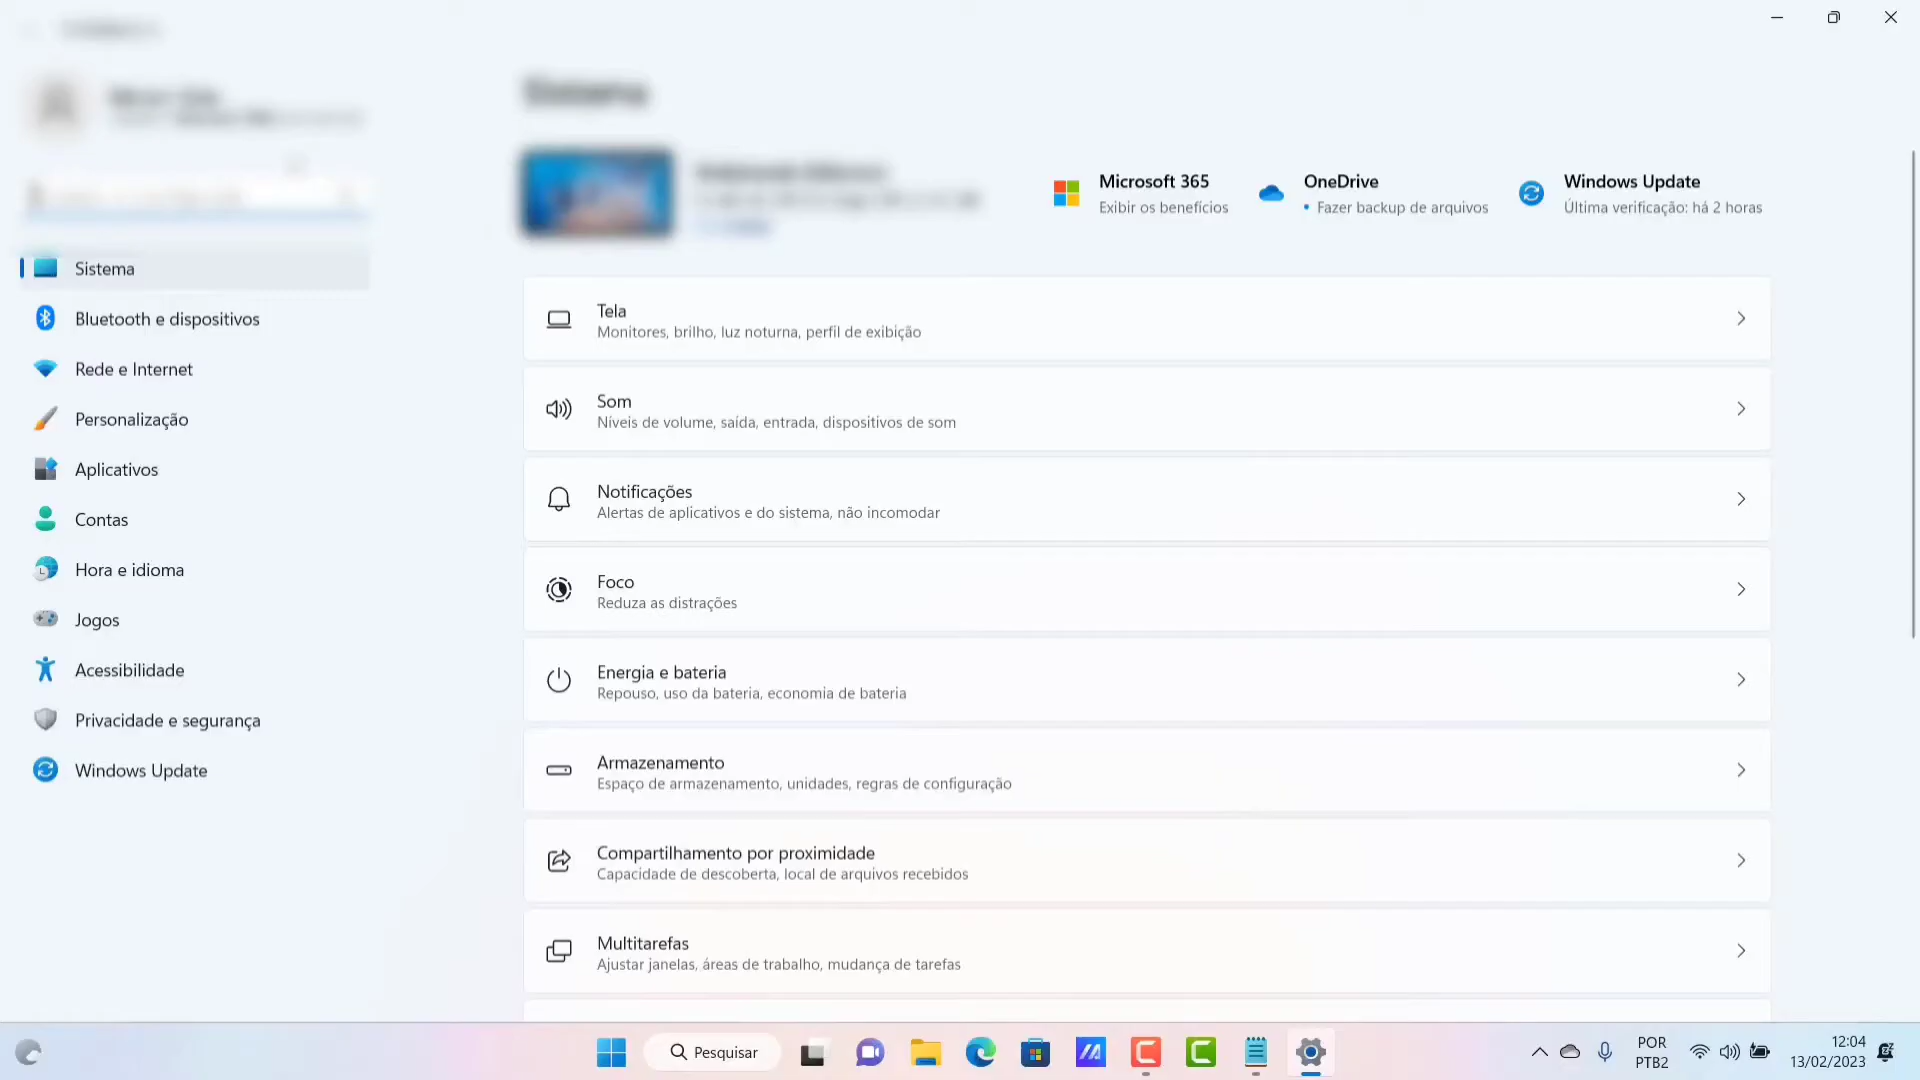 Microsoft 365
Exibir os benefícios
OneDrive
Fazer backup de arquivos
Windows Update
Última verificação: há 2 horas
Sistema
Bluetooth e dispositivos
Rede e Internet
Personalização
Aplicativos
Contas
Hora e idioma
Jogos
Acessibilidade
Privacidade e segurança
Windows Update
Tela
Monitores, brilho, luz noturna, perfil de exibição
Som
Níveis de volume, saída, entrada, dispositivos de som
Notificações
Alertas de aplicativos e do sistema, não incomodar
Foco
Reduza as distrações
Energia e bateria
Repouso, uso da bateria, economia de bateria
Armazenamento
Espaço de armazenamento, unidades, regras de configuração
Compartilhamento por proximidade
Capacidade de descoberta, local de arquivos recebidos
Multitarefas
Ajustar janelas, áreas de trabalho, mudança de tarefas
Pesquisar
POR
PTB2
12:04
13/02/2023